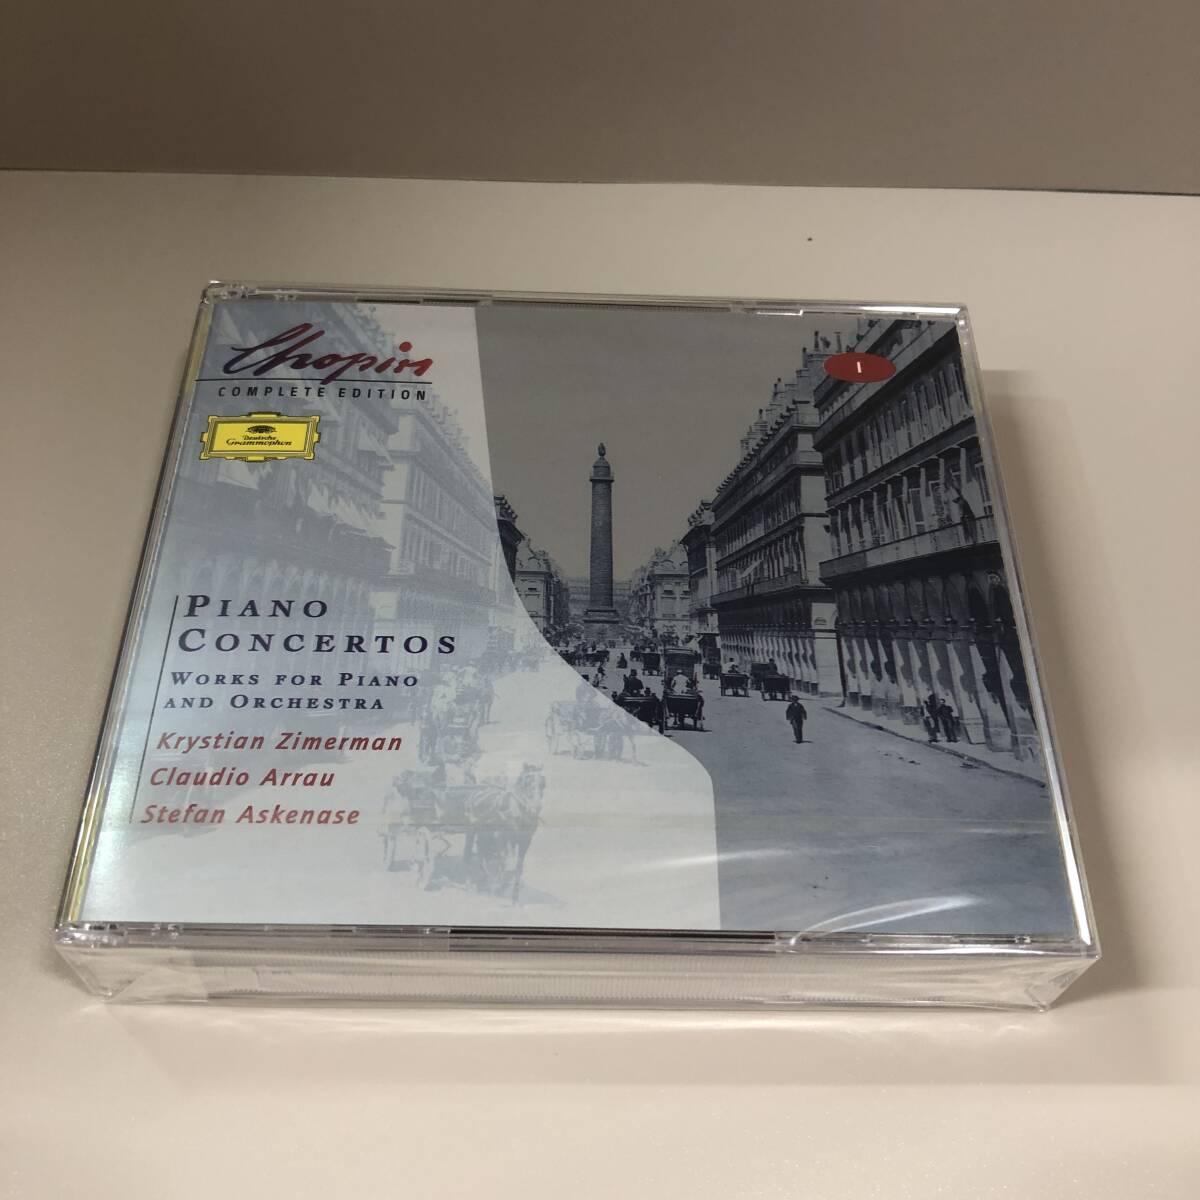 Chopin
COMPLETE EDITION
Deutsche
Grammophon
I
PIANO
CONCERTOS
WORKS FOR PIANO
AND ORCHESTRA
Krystian Zimerman
Claudio Arrau
Stefan Askenase